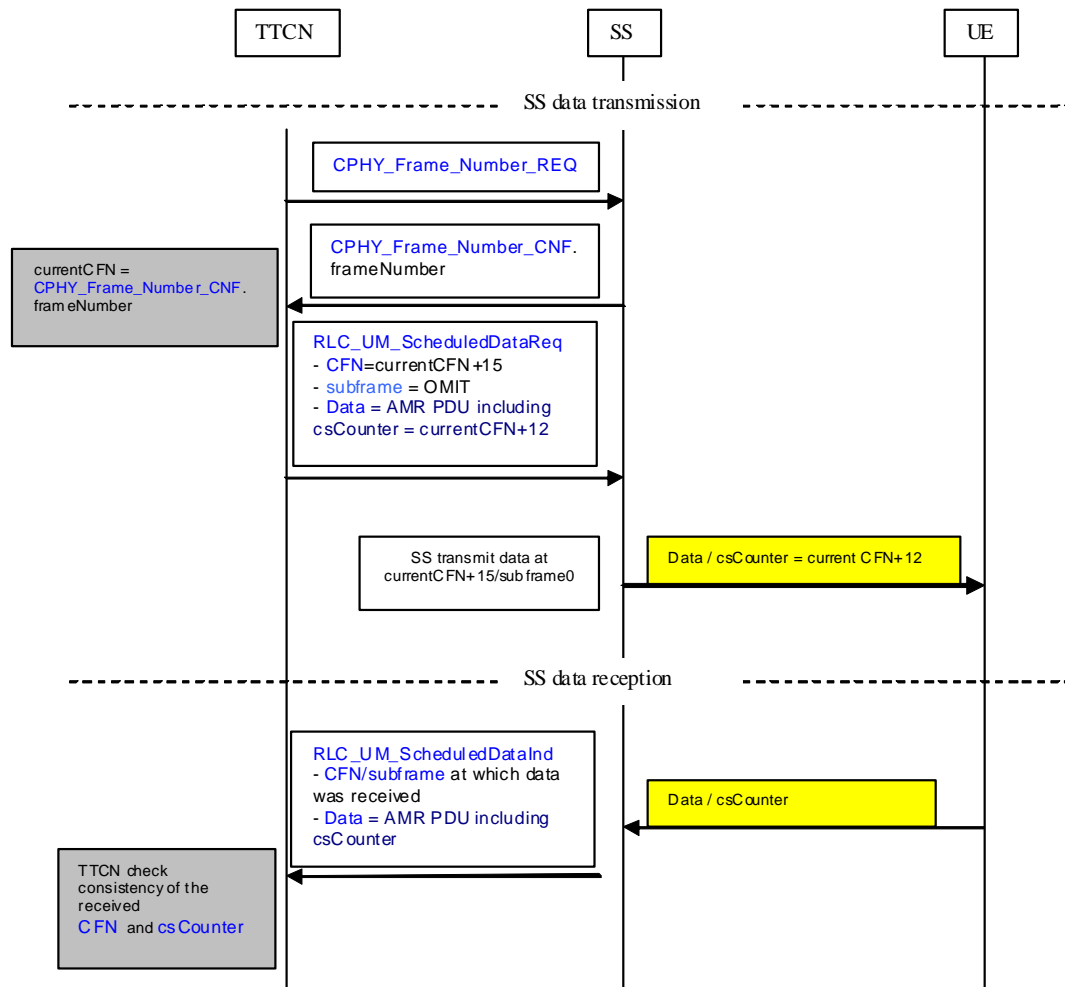 TTCN
SS
UE
SS data transmission
CPHY_Frame_Number_REQ
CPHY_Frame_Number_CNF.
frameNumber
currentCFN =
CPHY_Frame_Number_CNF.
frameNumber
RLC_UM_ScheduledDataReq
- CFN=currentCFN+15
- subframe = OMIT
- Data = AMR PDU including
csCounter = currentCFN+12
SS transmit data at
currentCFN+15/subframe0
Data / csCounter = current CFN+12
SS data reception
RLC_UM_ScheduledDataInd
- CFN/subframe at which data
was received
- Data = AMR PDU including
csCounter
Data / csCounter
TTCN check
consistency of the
received
CFN and csCounter